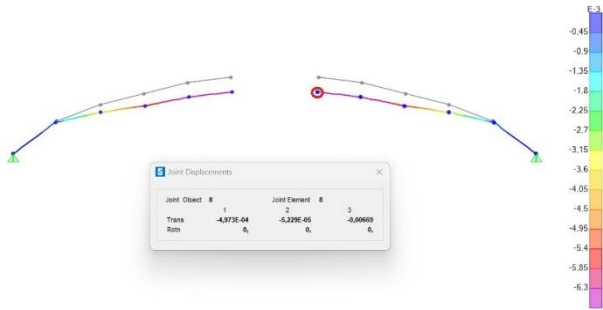 E-3
-0,45
-0,9
-1,35
-1,8
-2,25
-2,7
-3,15
-3,6
-4,05
-4,5
-4,95
-5,4
-5,85
-6,3
S Joint Displacements
Joint Object 8 Joint Element 8
1 2 3
Trans -4,973E-04 -5,229E-05 -0,00669
Rotn 0, 0, 0,